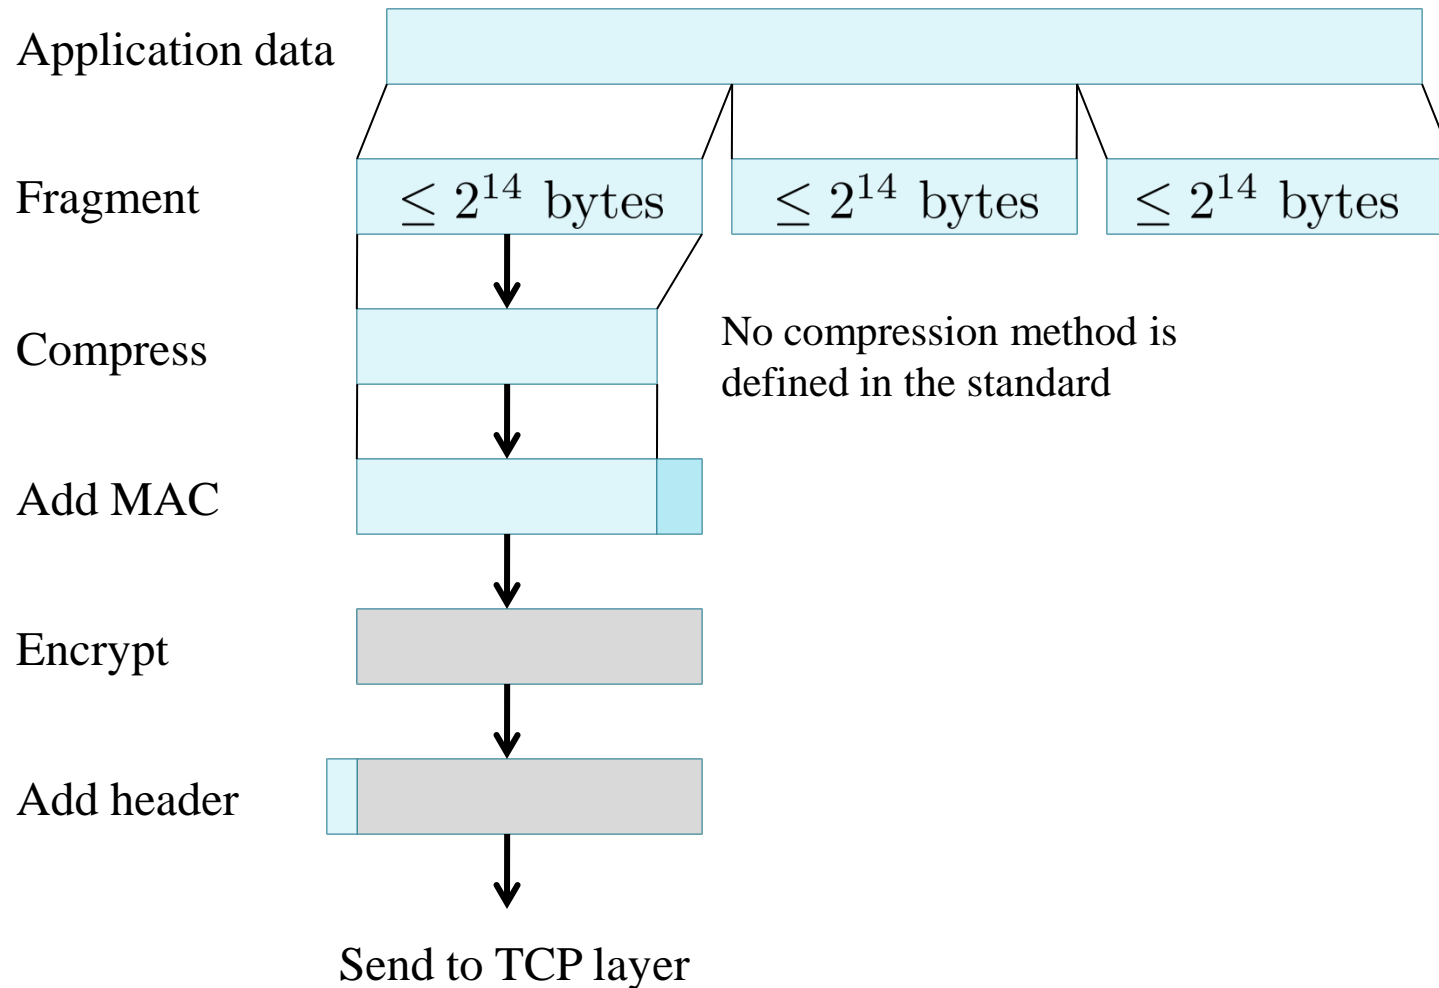 Application data
Fragment
≤ 2^14 bytes
≤ 2^14 bytes
≤ 2^14 bytes
Compress
No compression method is
defined in the standard
Add MAC
Encrypt
Add header
Send to TCP layer